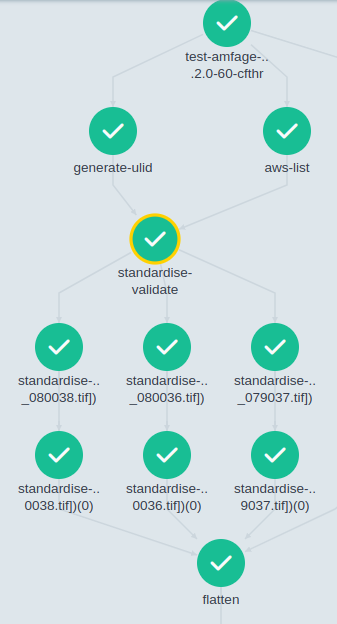 test-amfage-..
.2.0-60-cfthr
generate-ulid
aws-list
standardise-
validate
standardise-..
_080038.tif])
standardise-..
_080036.tif])
standardise-..
_079037.tif])
standardise-..
0038.tif])(0)
standardise-..
0036.tif])(0)
standardise-..
9037.tif])(0)
flatten